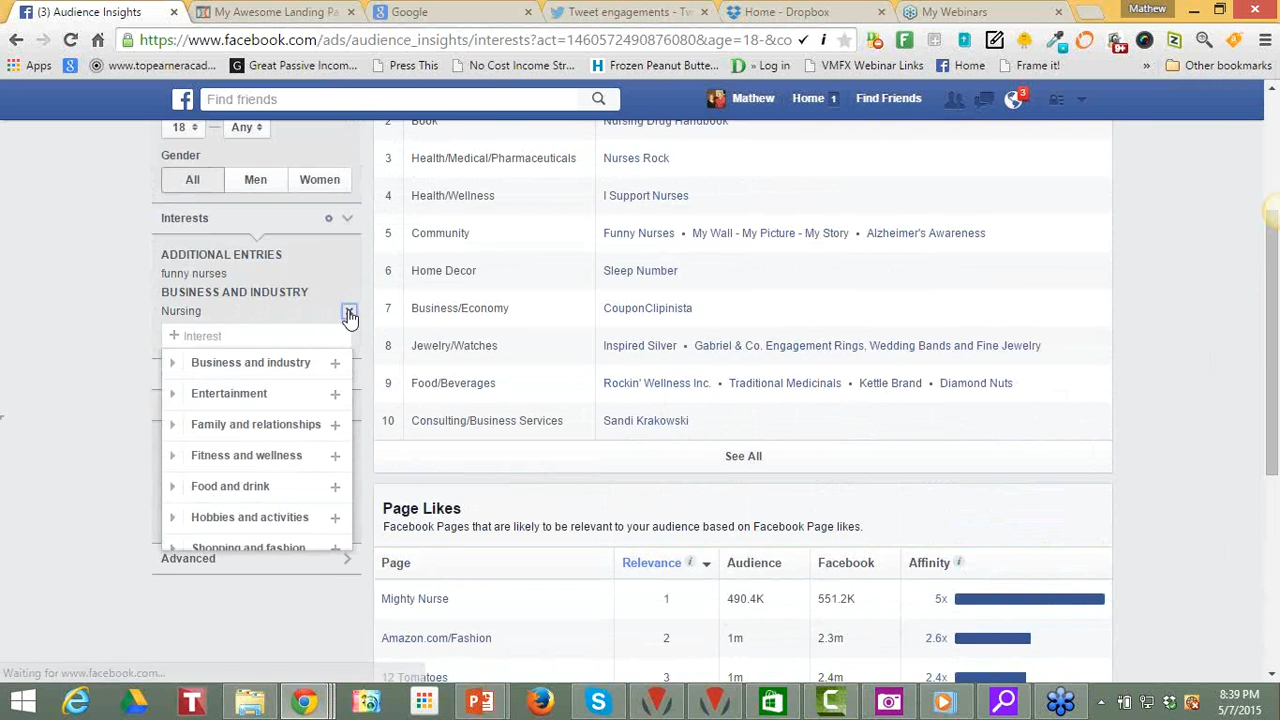 (3) Audience Insights
My Awesome Landing Pa
Google
Tweet engagements - Tw
Home - Dropbox
My Webinars
Mathew
https://www.facebook.com/ads/audience_insights/interests?act=1460572490876080&age=18-&co
Apps
www.topearneracad...
Great Passive Incom...
Press This
No Cost Income Str...
Frozen Peanut Butte...
» Log in
VMFX Webinar Links
Home
Frame it!
»
Other bookmarks
Find friends
Mathew
Home 1
Find Friends
3
18 — Any
Gender
All Men Women
Interests
ADDITIONAL ENTRIES
funny nurses
BUSINESS AND INDUSTRY
Nursing
+ Interest
Business and industry +
Entertainment +
Family and relationships +
Fitness and wellness +
Food and drink +
Hobbies and activities +
Shopping and fashion +
Advanced
2 Book Nursing Drug Handbook
3 Health/Medical/Pharmaceuticals Nurses Rock
4 Health/Wellness I Support Nurses
5 Community Funny Nurses • My Wall - My Picture - My Story • Alzheimer's Awareness
6 Home Decor Sleep Number
7 Business/Economy CouponClipinista
8 Jewelry/Watches Inspired Silver • Gabriel & Co. Engagement Rings, Wedding Bands and Fine Jewelry
9 Food/Beverages Rockin' Wellness Inc. • Traditional Medicinals • Kettle Brand • Diamond Nuts
10 Consulting/Business Services Sandi Krakowski
See All
Page Likes
Facebook Pages that are likely to be relevant to your audience based on Facebook Page likes.
Page Relevance Audience Facebook Affinity
Mighty Nurse 1 490.4K 551.2K 5x
Amazon.com/Fashion 2 1m 2.3m 2.6x
12 Tomatoes 3 1m 2.4m 2.4x
Waiting for www.facebook.com...
8:39 PM
5/7/2015